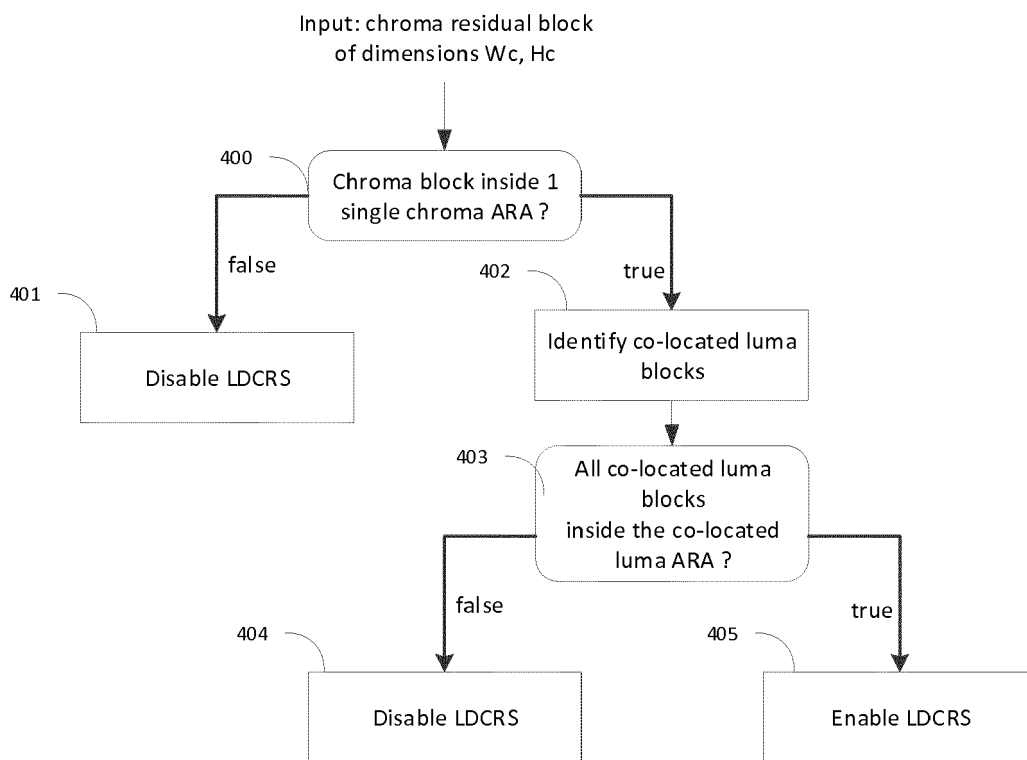 Input: chroma residual block
of dimensions Wc, Hc
400
Chroma block inside 1
single chroma ARA ?
false
true
401
402
Disable LDCRS
Identify co-located luma
blocks
403
All co-located luma
blocks
inside the co-located
luma ARA ?
false
true
404
405
Disable LDCRS
Enable LDCRS